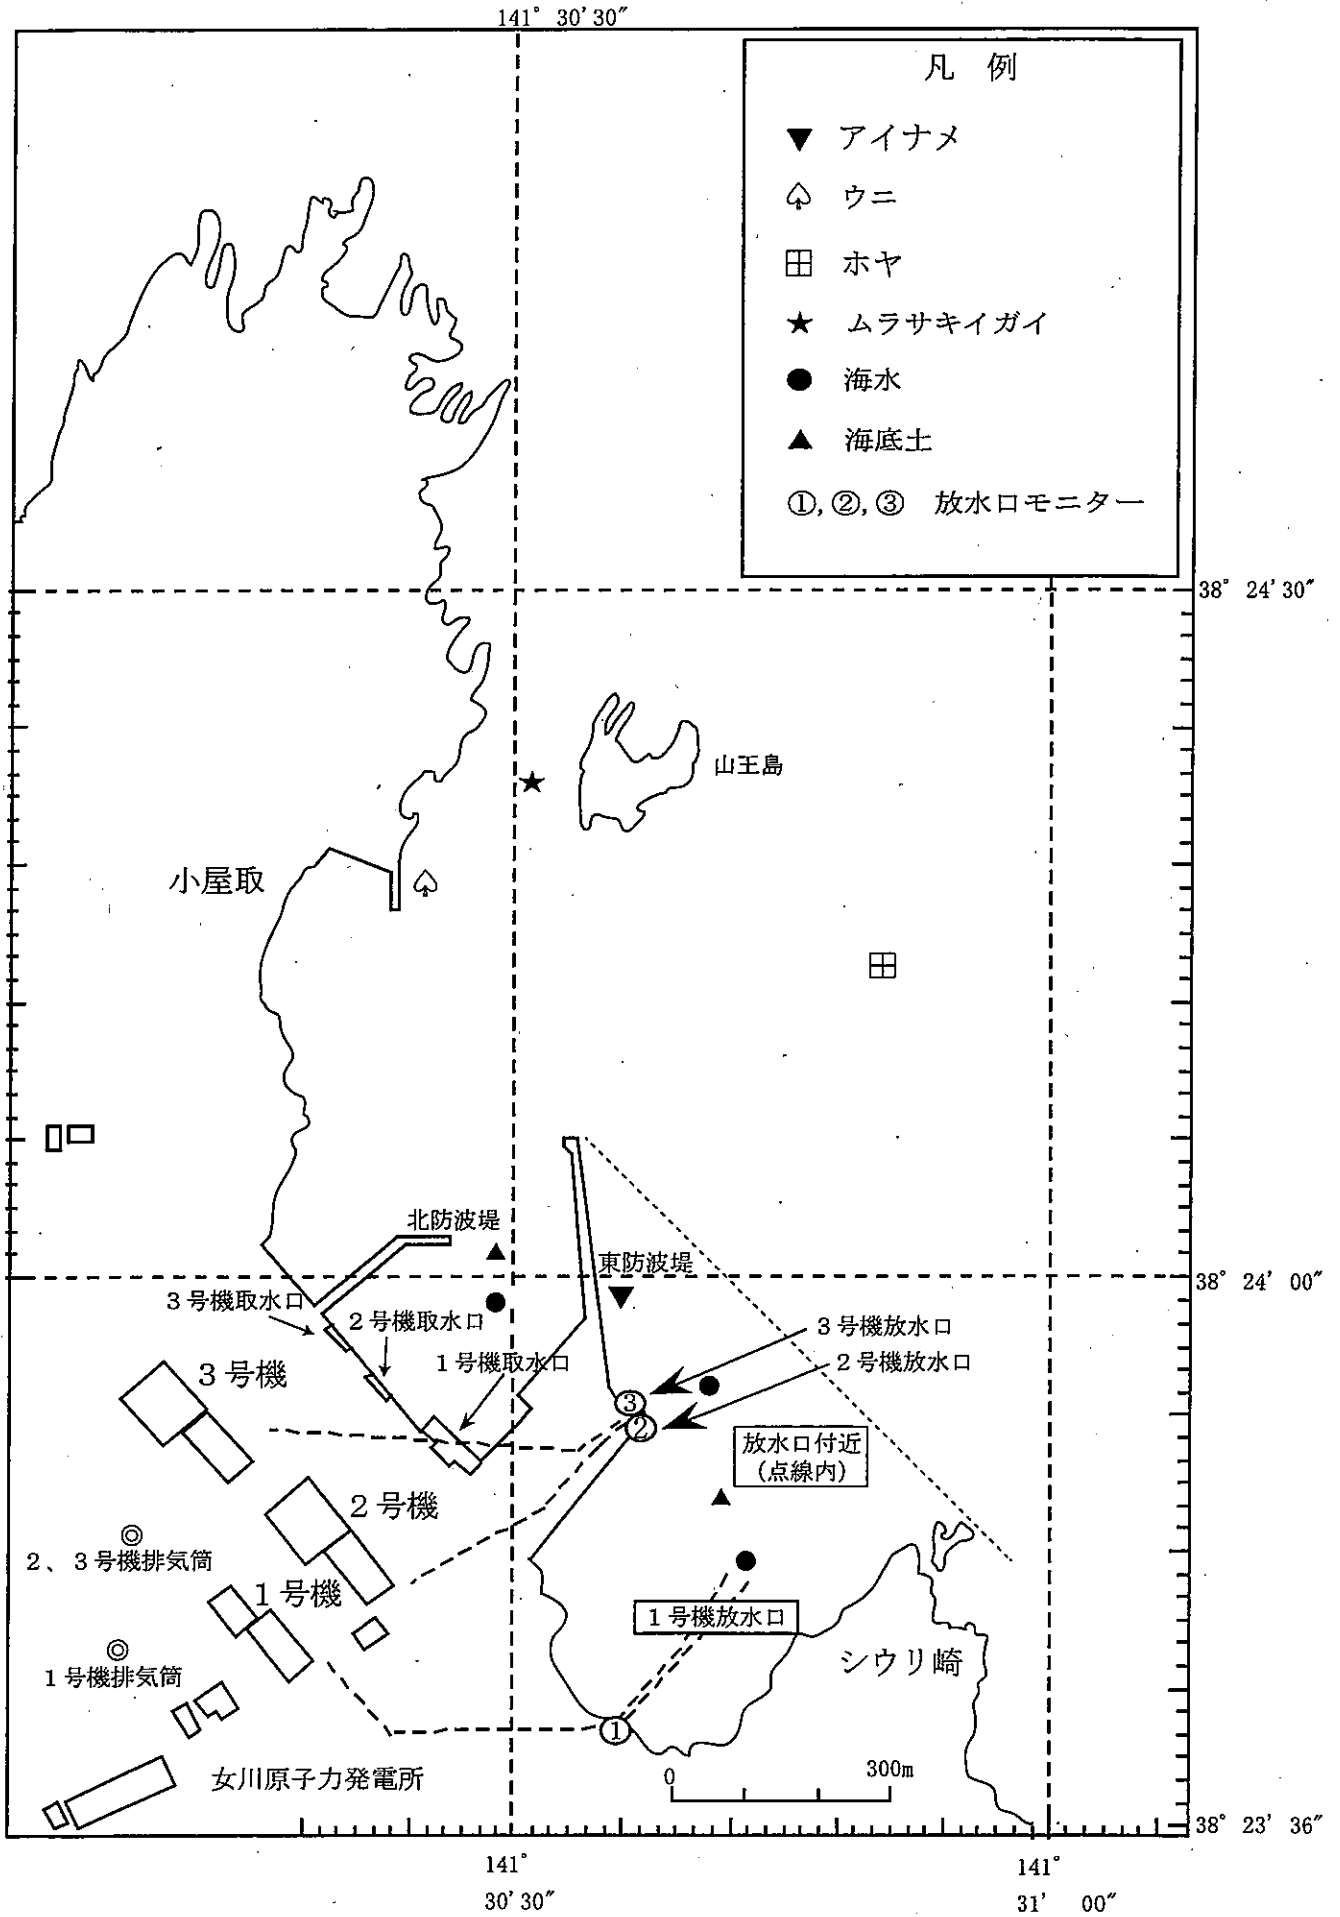 141° 30′30″
凡 例
アイナメ
ウニ
ホヤ
ムラサキイガイ
海水
海底土
①,②,③ 放水口モニター
38° 24′30″
山王島
小屋取
北防波堤
東防波堤
38° 24′00″
3号機取水口
2号機取水口
1号機取水口
3号機放水口
2号機放水口
3号機
③
②
放水口付近
(点線内)
2号機
2、3号機排気筒
1号機
1号機放水口
シウリ崎
1号機排気筒
①
女川原子力発電所
0 300m
38° 23′36″
141°
30′30″
141°
31′ 00″